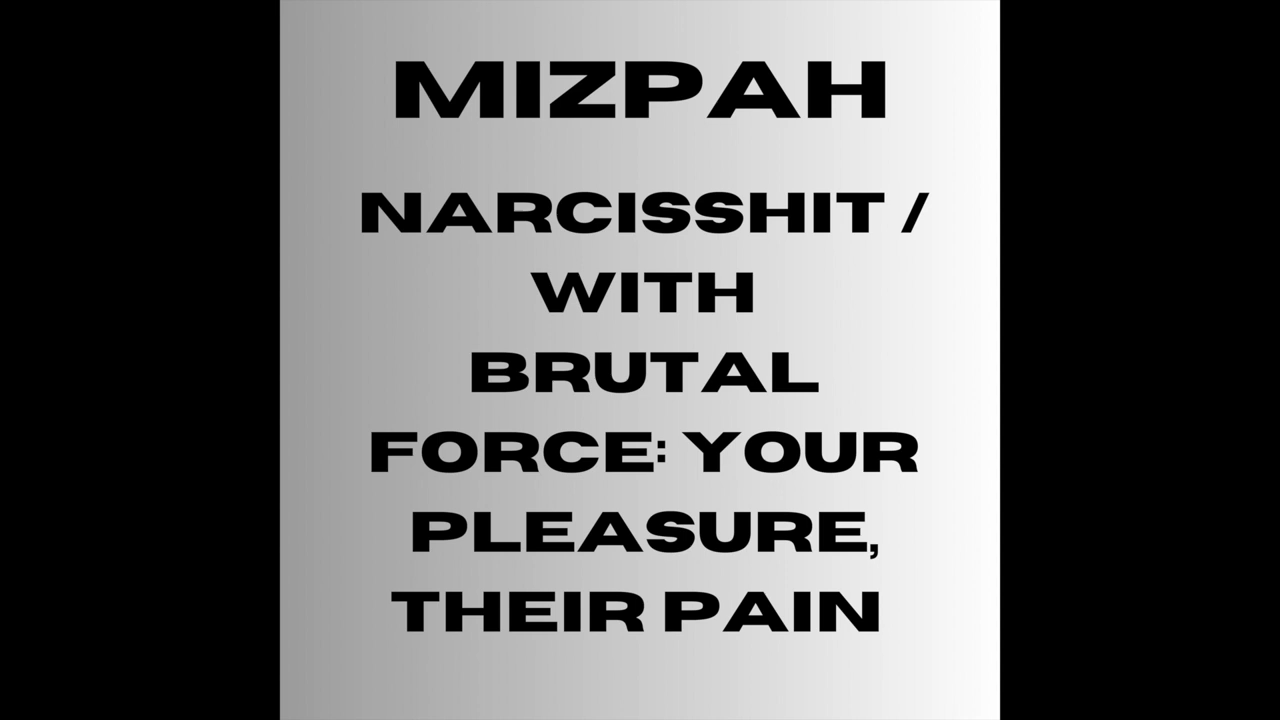 MIZPAH
NARCISSHIT /
WITH
BRUTAL
FORCE: YOUR
PLEASURE,
THEIR PAIN